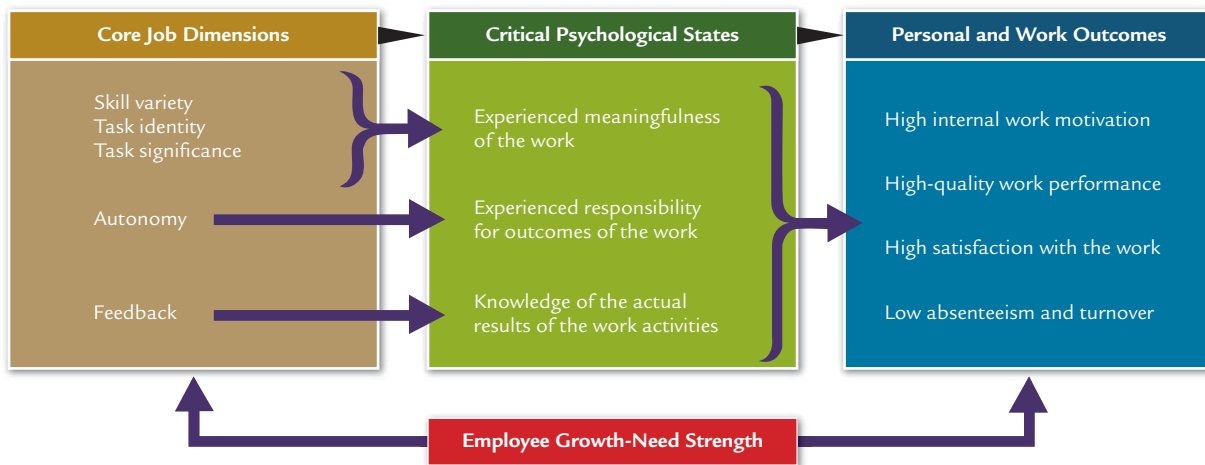 Core Job Dimensions
Critical Psychological States
Personal and Work Outcomes
Skill variety
Task identity
Task significance
Autonomy
Feedback
Experienced meaningfulness
of the work
Experienced responsibility
for outcomes of the work
Knowledge of the actual
results of the work activities
High internal work motivation
High-quality work performance
High satisfaction with the work
Low absenteeism and turnover
Employee Growth-Need Strength